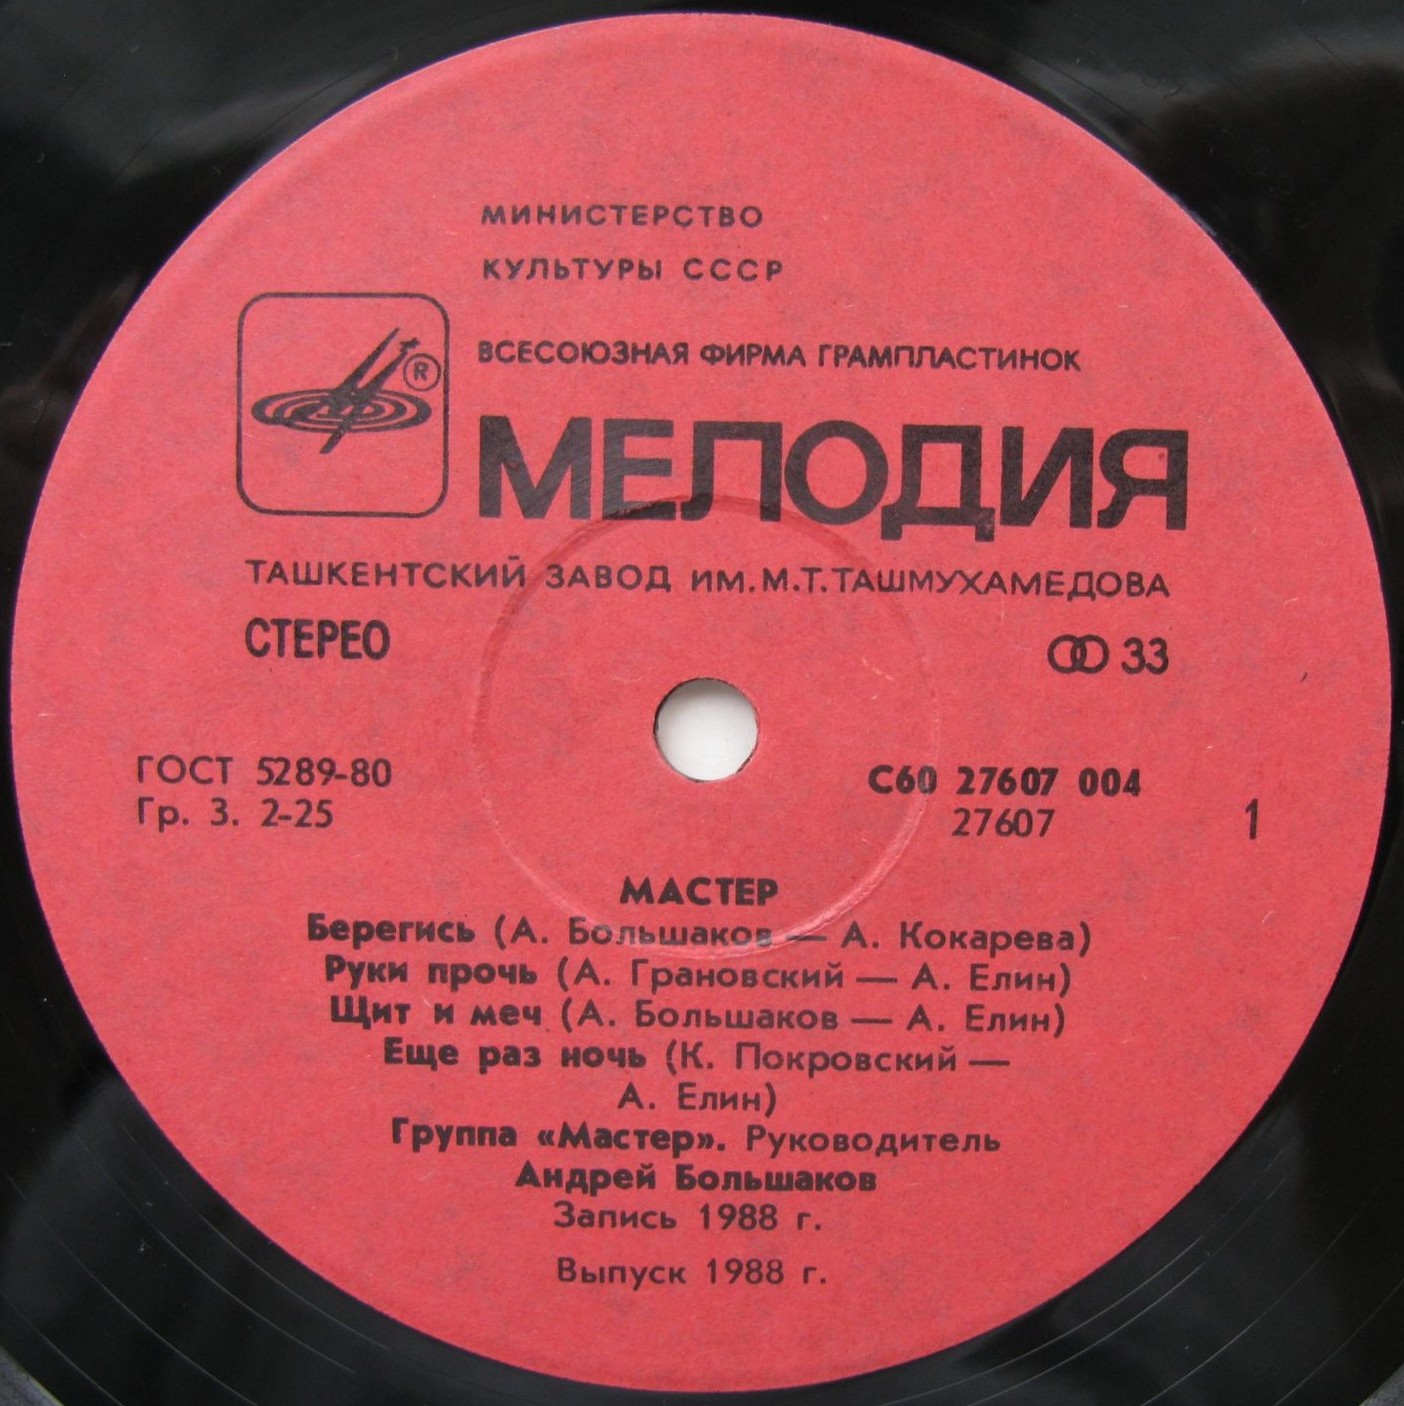 МИНИСТЕРСТВО
КУЛЬТУРЫ СССР
ВСЕСОЮЗНАЯ ФИРМА ГРАМПЛАСТИНОК
®
МЕЛОДИЯ
ТАШКЕНТСКИЙ ЗАВОД ИМ. М.Т. ТАШМУХАМЕДОВА
СТЕРЕО
33
ГОСТ 5289-80
Гр. 3. 2-25
С60 27607 004
27607
1
МАСТЕР
Берегись (А. Большаков — А. Кокарева)
Руки прочь (А. Грановский — А. Елин)
Щит и меч (А. Большаков — А. Елин)
Еще раз ночь (К. Покровский —
А. Елин)
Группа «Мастер». Руководитель
Андрей Большаков
Запись 1988 г.
Выпуск 1988 г.